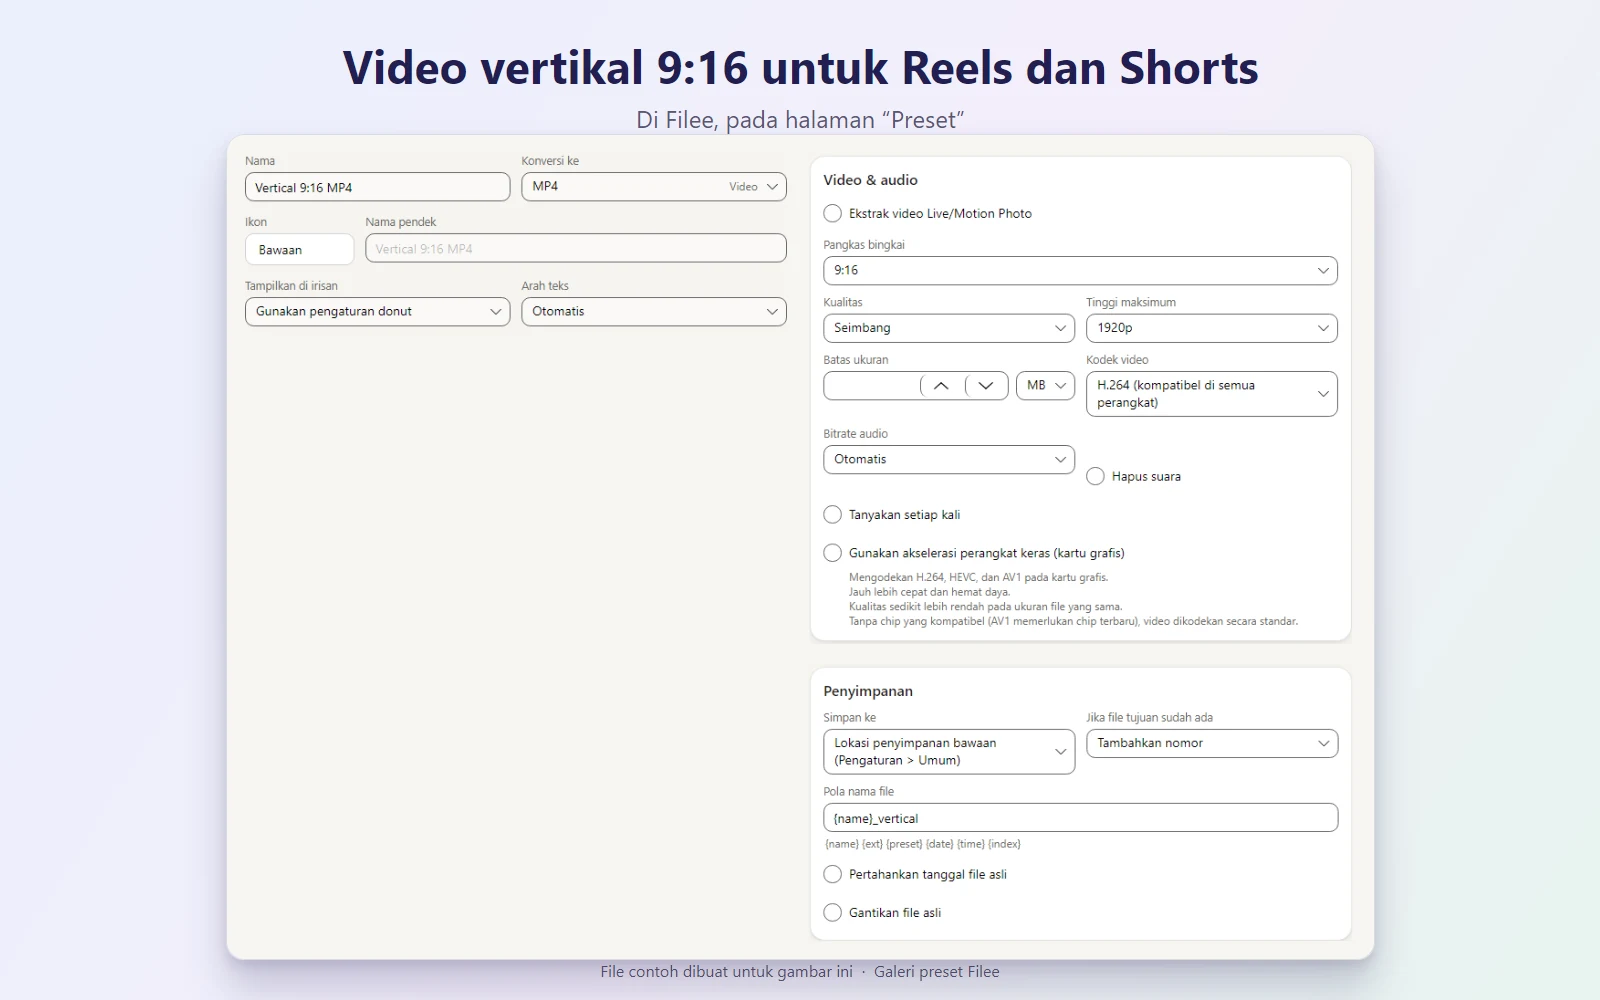 Video vertikal 9:16 untuk Reels dan Shorts
Di Filee, pada halaman “Preset”
Nama
Vertical 9:16 MP4
Konversi ke
MP4
Video
Ikon
Bawaan
Nama pendek
Vertical 9:16 MP4
Tampilkan di irisan
Gunakan pengaturan donut
Arah teks
Otomatis
Video & audio
Ekstrak video Live/Motion Photo
Pangkas bingkai
9:16
Kualitas
Seimbang
Tinggi maksimum
1920p
Batas ukuran
MB
Kodek video
H.264 (kompatibel di semua
perangkat)
Bitrate audio
Otomatis
Hapus suara
Tanyakan setiap kali
Gunakan akselerasi perangkat keras (kartu grafis)
Mengodekan H.264, HEVC, dan AV1 pada kartu grafis.
Jauh lebih cepat dan hemat daya.
Kualitas sedikit lebih rendah pada ukuran file yang sama.
Tanpa chip yang kompatibel (AV1 memerlukan chip terbaru), video dikodekan secara standar.
Penyimpanan
Simpan ke
Lokasi penyimpanan bawaan
(Pengaturan > Umum)
Jika file tujuan sudah ada
Tambahkan nomor
Pola nama file
{name}_vertical
{name} {ext} {preset} {date} {time} {index}
Pertahankan tanggal file asli
Gantikan file asli
File contoh dibuat untuk gambar ini · Galeri preset Filee